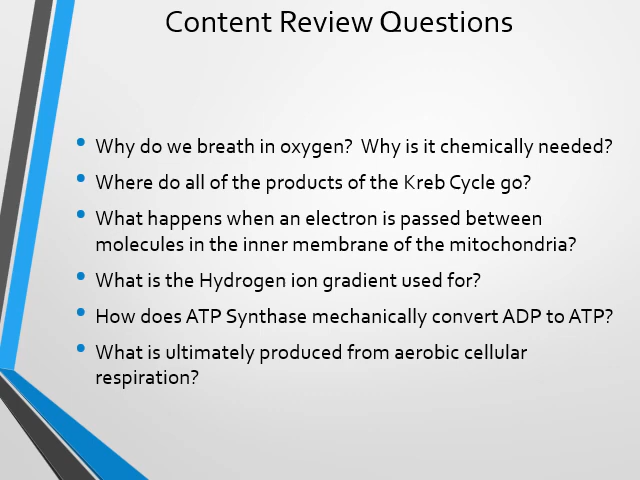 Content Review Questions
• Why do we breath in oxygen?  Why is it chemically needed?
• Where do all of the products of the Kreb Cycle go?
• What happens when an electron is passed between
molecules in the inner membrane of the mitochondria?
• What is the Hydrogen ion gradient used for?
• How does ATP Synthase mechanically convert ADP to ATP?
• What is ultimately produced from aerobic cellular
respiration?